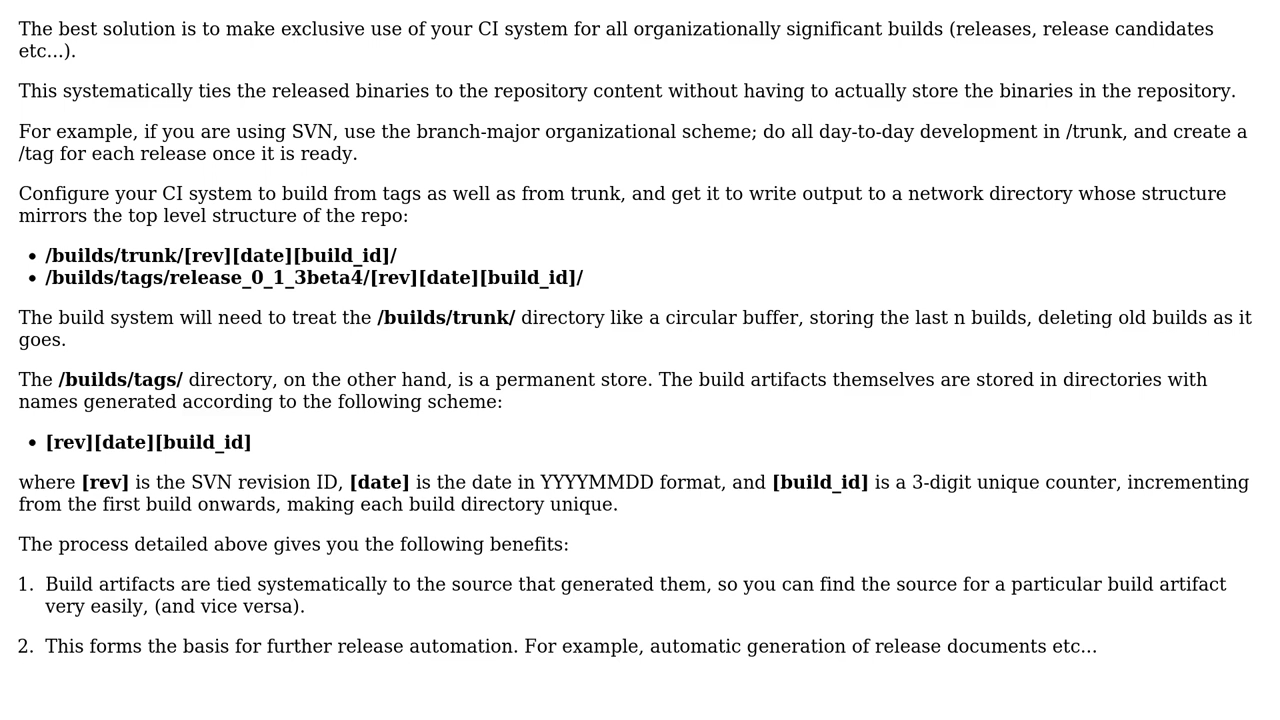 The best solution is to make exclusive use of your CI system for all organizationally significant builds (releases, release candidates
etc...).
This systematically ties the released binaries to the repository content without having to actually store the binaries in the repository.
For example, if you are using SVN, use the branch-major organizational scheme; do all day-to-day development in /trunk, and create a
/tag for each release once it is ready.
Configure your CI system to build from tags as well as from trunk, and get it to write output to a network directory whose structure
mirrors the top level structure of the repo:
• /builds/trunk/[rev][date][build_id]/
• /builds/tags/release_0_1_3beta4/[rev][date][build_id]/
The build system will need to treat the /builds/trunk/ directory like a circular buffer, storing the last n builds, deleting old builds as it
goes.
The /builds/tags/ directory, on the other hand, is a permanent store. The build artifacts themselves are stored in directories with
names generated according to the following scheme:
• [rev][date][build_id]
where [rev] is the SVN revision ID, [date] is the date in YYYYMMDD format, and [build_id] is a 3-digit unique counter, incrementing
from the first build onwards, making each build directory unique.
The process detailed above gives you the following benefits:
1. Build artifacts are tied systematically to the source that generated them, so you can find the source for a particular build artifact
very easily, (and vice versa).
2. This forms the basis for further release automation. For example, automatic generation of release documents etc...